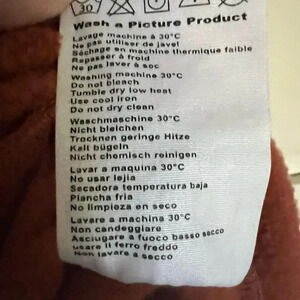 30
Wash a Picture Product
Lavage machine à 30°C
Ne pas utiliser de javel
Séchage en machine thermique faible
Repasser à froid
Ne pas laver à sec
Washing machine 30°C
Do not bleach
Tumble dry low heat
Use cool iron
Do not dry clean
Waschmaschine 30°C
Nicht bleichen
Trocknen geringe Hitze
Kalt bügeln
Nicht chemisch reinigen
Lavar a maquina 30°C
No usar lejia
Secadora temperatura baja
Plancha fria
No limpieza en seco
Lavare a machina 30°C
Non candeggiare
Asciugare a fuoco basso secco
usare il ferro freddo
Non lavare a secco